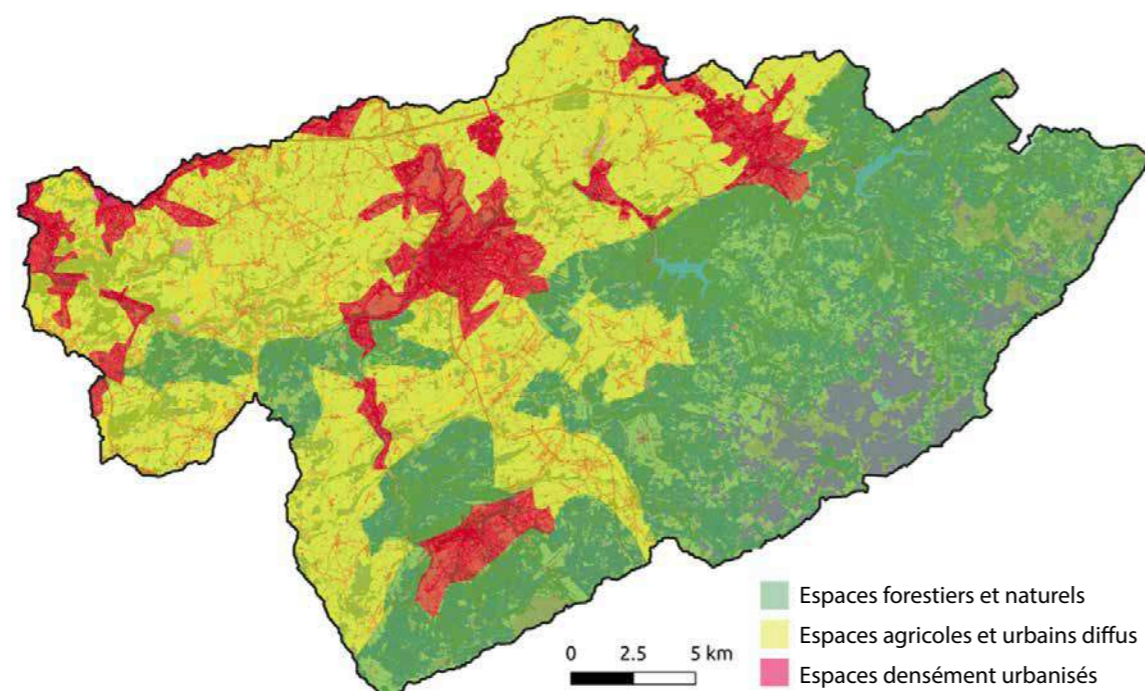 Espaces forestiers et naturels
Espaces agricoles et urbains diffus
0 2.5 5 km
Espaces densément urbanisés